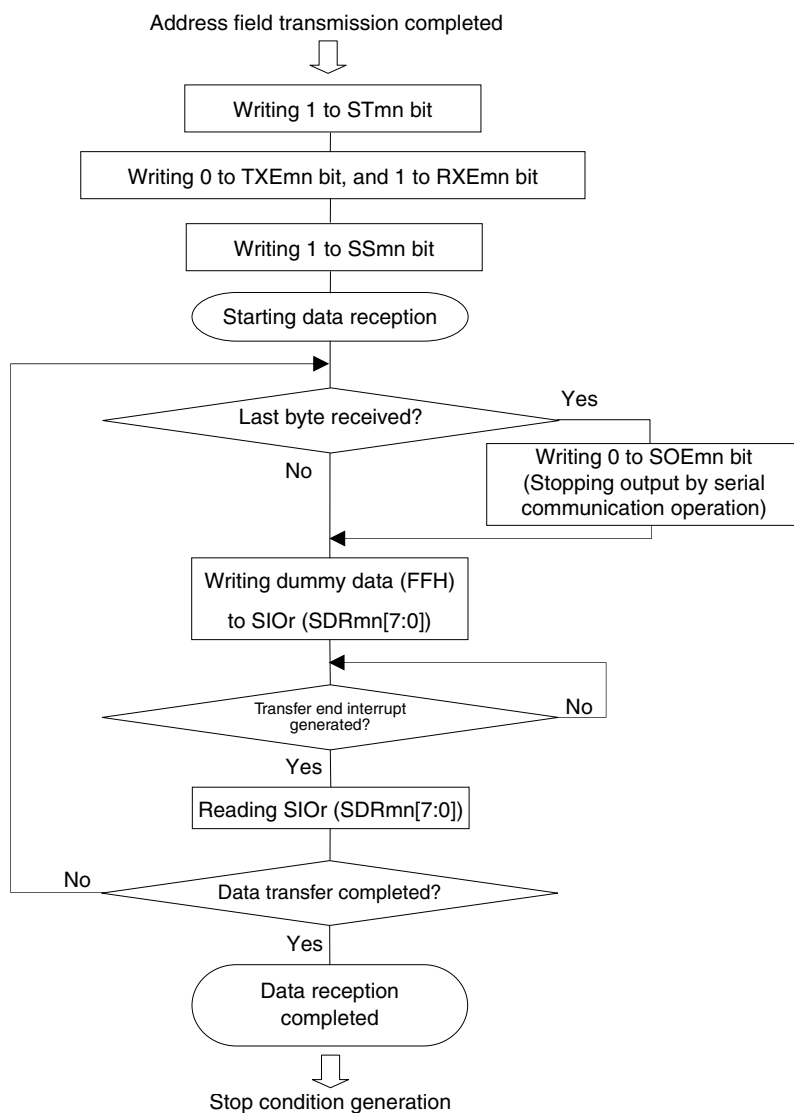 Address field transmission completed
Writing 1 to STmn bit
Writing 0 to TXEmn bit, and 1 to RXEmn bit
Writing 1 to SSmn bit
Starting data reception
Last byte received?
Yes
No
Writing 0 to SOEmn bit
(Stopping output by serial
communication operation)
Writing dummy data (FFH)
to SIOr (SDRmn[7:0])
Transfer end interrupt
generated?
No
Yes
Reading SIOr (SDRmn[7:0])
No
Data transfer completed?
Yes
Data reception
completed
Stop condition generation